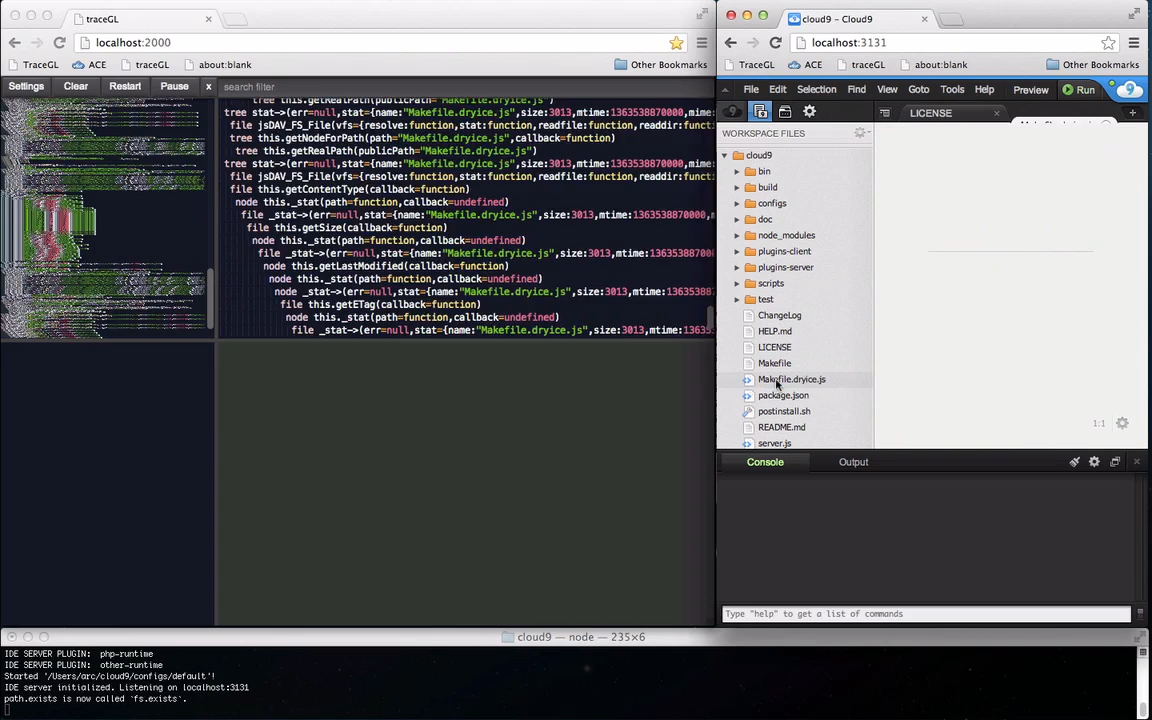 traceGL ×
localhost:2000
TraceGL ACE traceGL about:blank Other Bookmarks
Settings Clear Restart Pause x search filter
tree this.getRealPath(publicPath="Makefile.dryice.js")
tree stat->(err=null,stat={name:"Makefile.dryice.js",size:3013,mtime:1363538870000,
file jsDAV_FS_File(vfs={resolve:function,stat:function,readfile:function,readdir:funct
file this.getNodeForPath(path="Makefile.dryice.js",callback=function)
tree this.getRealPath(publicPath="Makefile.dryice.js")
tree stat->(err=null,stat={name:"Makefile.dryice.js",size:3013,mtime:1363538870000,
file jsDAV_FS_File(vfs={resolve:function,stat:function,readfile:function,readdir:funct
file this.getContentType(callback=function)
node this._stat(path=function,callback=undefined)
file _stat->(err=null,stat={name:"Makefile.dryice.js",size:3013,mtime:1363538870000,
file this.getSize(callback=function)
node this._stat(path=function,callback=undefined)
file _stat->(err=null,stat={name:"Makefile.dryice.js",size:3013,mtime:136353887000
node this.getLastModified(callback=function)
node this._stat(path=function,callback=undefined)
node _stat->(err=null,stat={name:"Makefile.dryice.js",size:3013,mtime:13635388
file this.getETag(callback=function)
node this._stat(path=function,callback=undefined)
file _stat->(err=null,stat={name:"Makefile.dryice.js",size:3013,mtime:13635
cloud9 – Cloud9 ×
localhost:3131
TraceGL ACE traceGL about:blank Other Bookmarks
File Edit Selection Find View Goto Tools Help Preview Run
LICENSE ×
WORKSPACE FILES
cloud9
bin
build
configs
doc
node_modules
plugins-client
plugins-server
scripts
test
ChangeLog
HELP.md
LICENSE
Makefile
Makefile.dryice.js
package.json
postinstall.sh
README.md
server.js
1:1
Console Output
Type "help" to get a list of commands
cloud9 — node — 235×6
IDE SERVER PLUGIN: php-runtime
IDE SERVER PLUGIN: other-runtime
Started '/Users/arc/cloud9/configs/default'!
IDE server initialized. Listening on localhost:3131
path.exists is now called `fs.exists`.